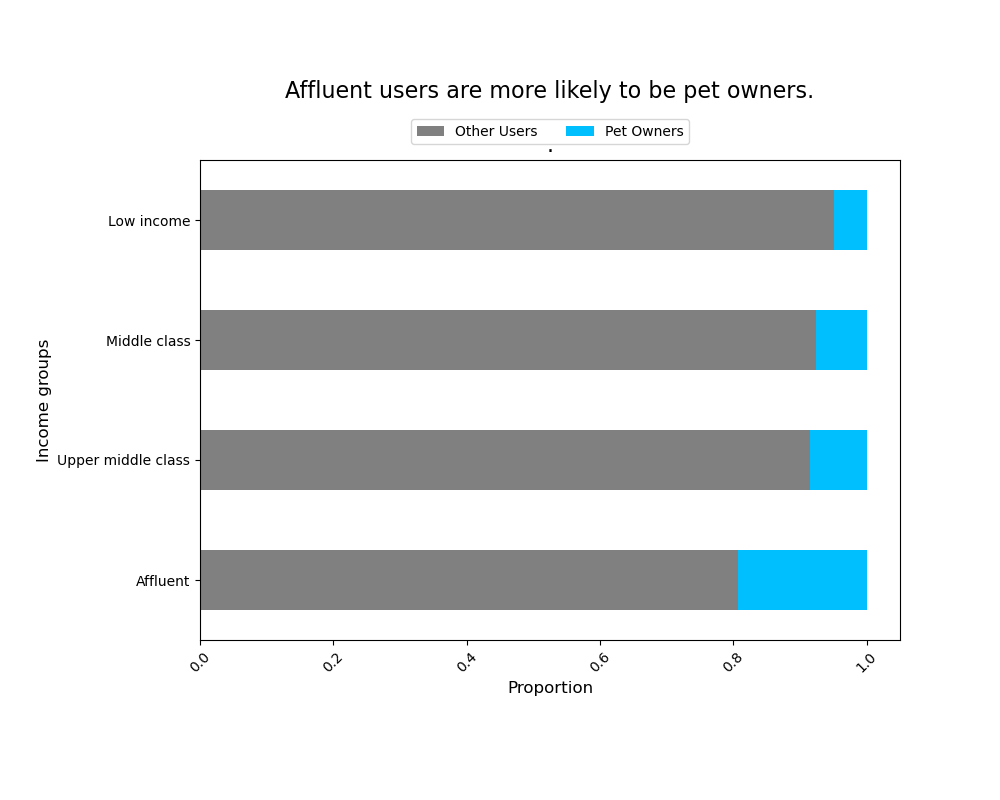 Affluent users are more likely to be pet owners.
Other Users
Pet Owners
.
Low income
Middle class
Upper middle class
Affluent
Income groups
0.0
0.2
0.4
0.6
0.8
1.0
Proportion